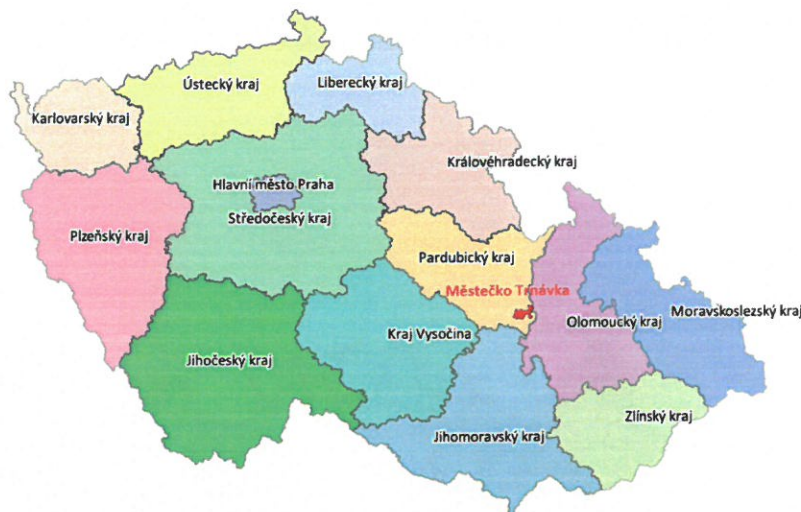 Ústecký kraj
Liberecký kraj
Karlovarský kraj
Královéhradecký kraj
Hlavní město Praha
Středočeský kraj
Plzeňský kraj
Pardubický kraj
Městečko Trnávka
Moravskoslezský kraj
Olomoucký kraj
Kraj Vysočina
Jihočeský kraj
Zlínský kraj
Jihomoravský kraj